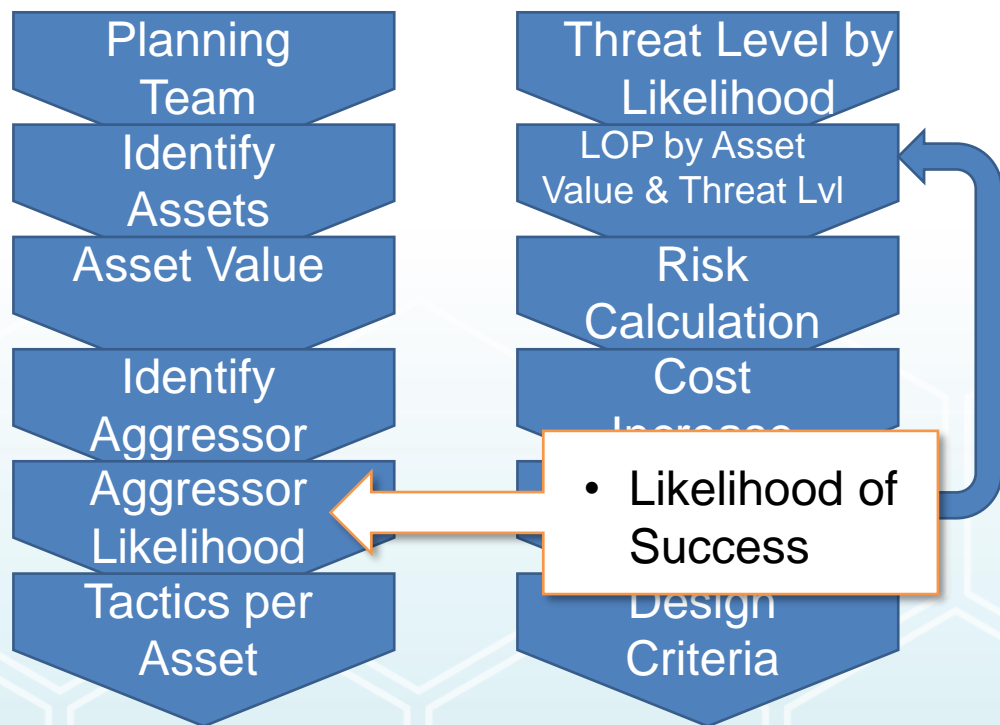 Planning
Team
Identify
Assets
Asset Value
Identify
Aggressor
Aggressor
Likelihood
Tactics per
Asset
Threat Level by
Likelihood
LOP by Asset
Value & Threat Lvl
Risk
Calculation
Cost
Increase
• Likelihood of
Success
Design
Criteria